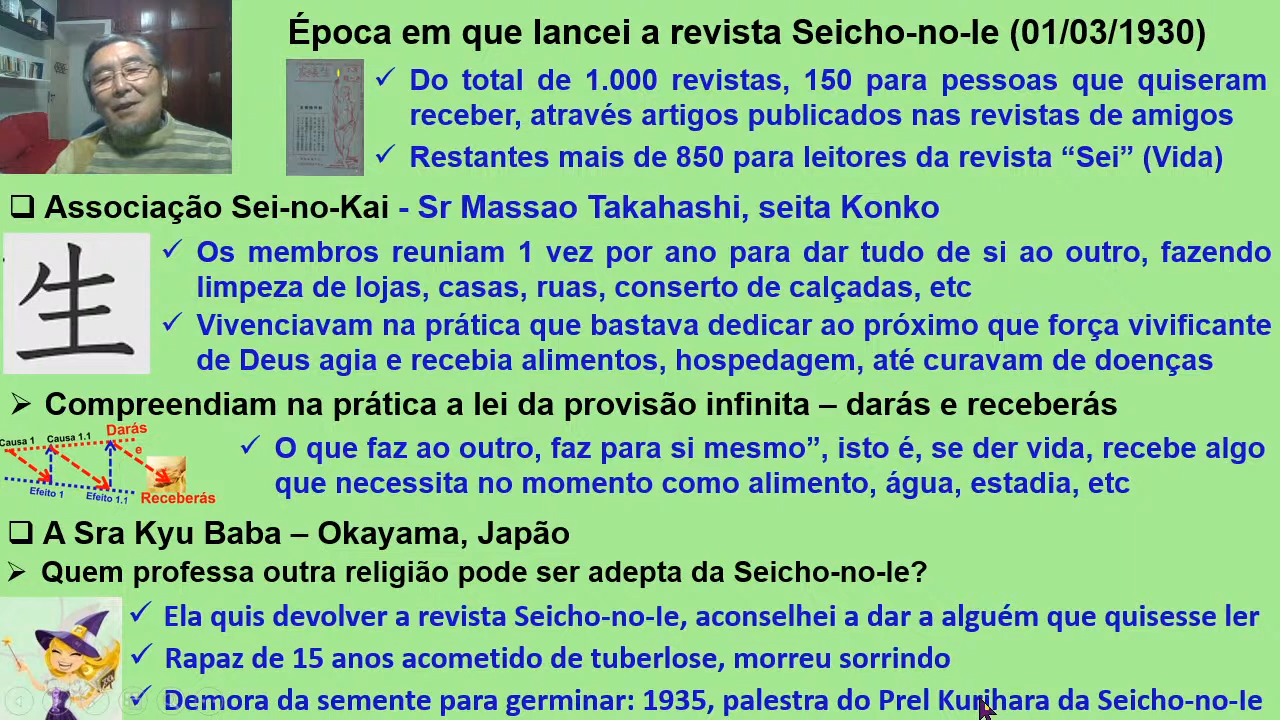 Época em que lancei a revista Seicho-no-Ie (01/03/1930)
✓ Do total de 1.000 revistas, 150 para pessoas que quiseram
receber, através artigos publicados nas revistas de amigos
✓ Restantes mais de 850 para leitores da revista “Sei” (Vida)
❑ Associação Sei-no-Kai - Sr Massao Takahashi, seita Konko
生
✓ Os membros reuniam 1 vez por ano para dar tudo de si ao outro, fazendo
limpeza de lojas, casas, ruas, conserto de calçadas, etc
✓ Vivenciavam na prática que bastava dedicar ao próximo que força vivificante
de Deus agia e recebia alimentos, hospedagem, até curavam de doenças
➢ Compreendiam na prática a lei da provisão infinita – darás e receberás
Causa 1
Causa 1.1
Darás
e
Receberás
Efeito 1
Efeito 1.1
✓ O que faz ao outro, faz para si mesmo”, isto é, se der vida, recebe algo
que necessita no momento como alimento, água, estadia, etc
❑ A Sra Kyu Baba – Okayama, Japão
➢ Quem professa outra religião pode ser adepta da Seicho-no-Ie?
✓ Ela quis devolver a revista Seicho-no-Ie, aconselhei a dar a alguém que quisesse ler
✓ Rapaz de 15 anos acometido de tuberlose, morreu sorrindo
✓ Demora da semente para germinar: 1935, palestra do Prel Kurihara da Seicho-no-Ie